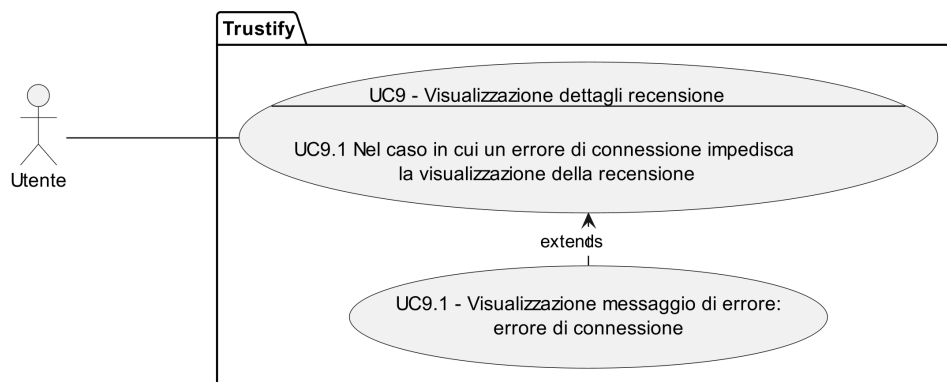 Trustify
UC9 - Visualizzazione dettagli recensione
UC9.1 Nel caso in cui un errore di connessione impedisca
la visualizzazione della recensione
Utente
extends
UC9.1 - Visualizzazione messaggio di errore:
errore di connessione